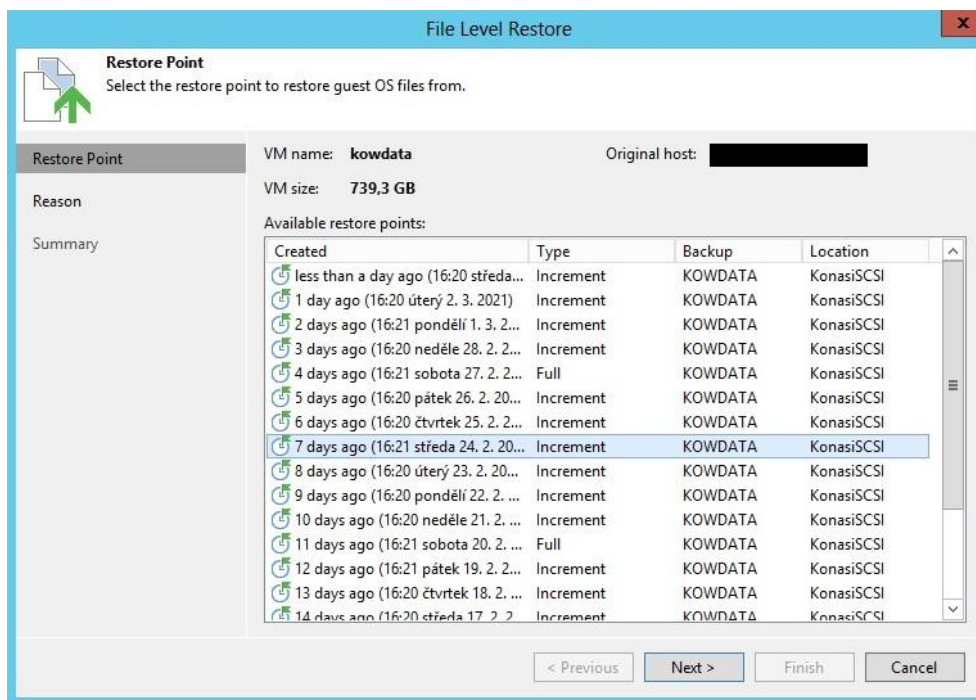 File Level Restore
x
Restore Point
Select the restore point to restore guest OS files from.
Restore Point
Reason
Summary
VM name: kowdata Original host:
VM size: 739,3 GB
Available restore points:
Created Type Backup Location
less than a day ago (16:20 středa... Increment KOWDATA KonasiSCSI
1 day ago (16:20 úterý 2. 3. 2021) Increment KOWDATA KonasiSCSI
2 days ago (16:21 pondělí 1. 3. 2... Increment KOWDATA KonasiSCSI
3 days ago (16:20 neděle 28. 2. 2... Increment KOWDATA KonasiSCSI
4 days ago (16:21 sobota 27. 2. 2... Full KOWDATA KonasiSCSI
5 days ago (16:20 pátek 26. 2. 20... Increment KOWDATA KonasiSCSI
6 days ago (16:20 čtvrtek 25. 2. 2... Increment KOWDATA KonasiSCSI
7 days ago (16:21 středa 24. 2. 20... Increment KOWDATA KonasiSCSI
8 days ago (16:20 úterý 23. 2. 20... Increment KOWDATA KonasiSCSI
9 days ago (16:20 pondělí 22. 2. ... Increment KOWDATA KonasiSCSI
10 days ago (16:20 neděle 21. 2. ... Increment KOWDATA KonasiSCSI
11 days ago (16:21 sobota 20. 2. ... Full KOWDATA KonasiSCSI
12 days ago (16:21 pátek 19. 2. 2... Increment KOWDATA KonasiSCSI
13 days ago (16:20 čtvrtek 18. 2. ... Increment KOWDATA KonasiSCSI
14 days ago (16:20 středa 17. 2. 2... Increment KOWDATA KonasiSCSI
< Previous Next > Finish Cancel